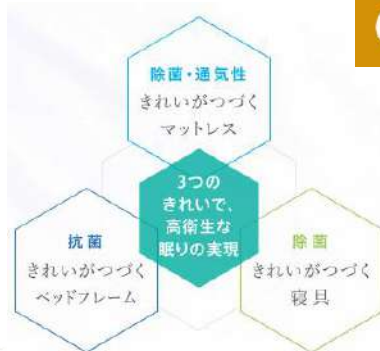 除菌・通気性
きれいがつづく
マットレス
3つの
きれいで、
高衛生な
眠りの実現
抗菌
きれいがつづく
ベッドフレーム
除菌
きれいがつづく
寝具